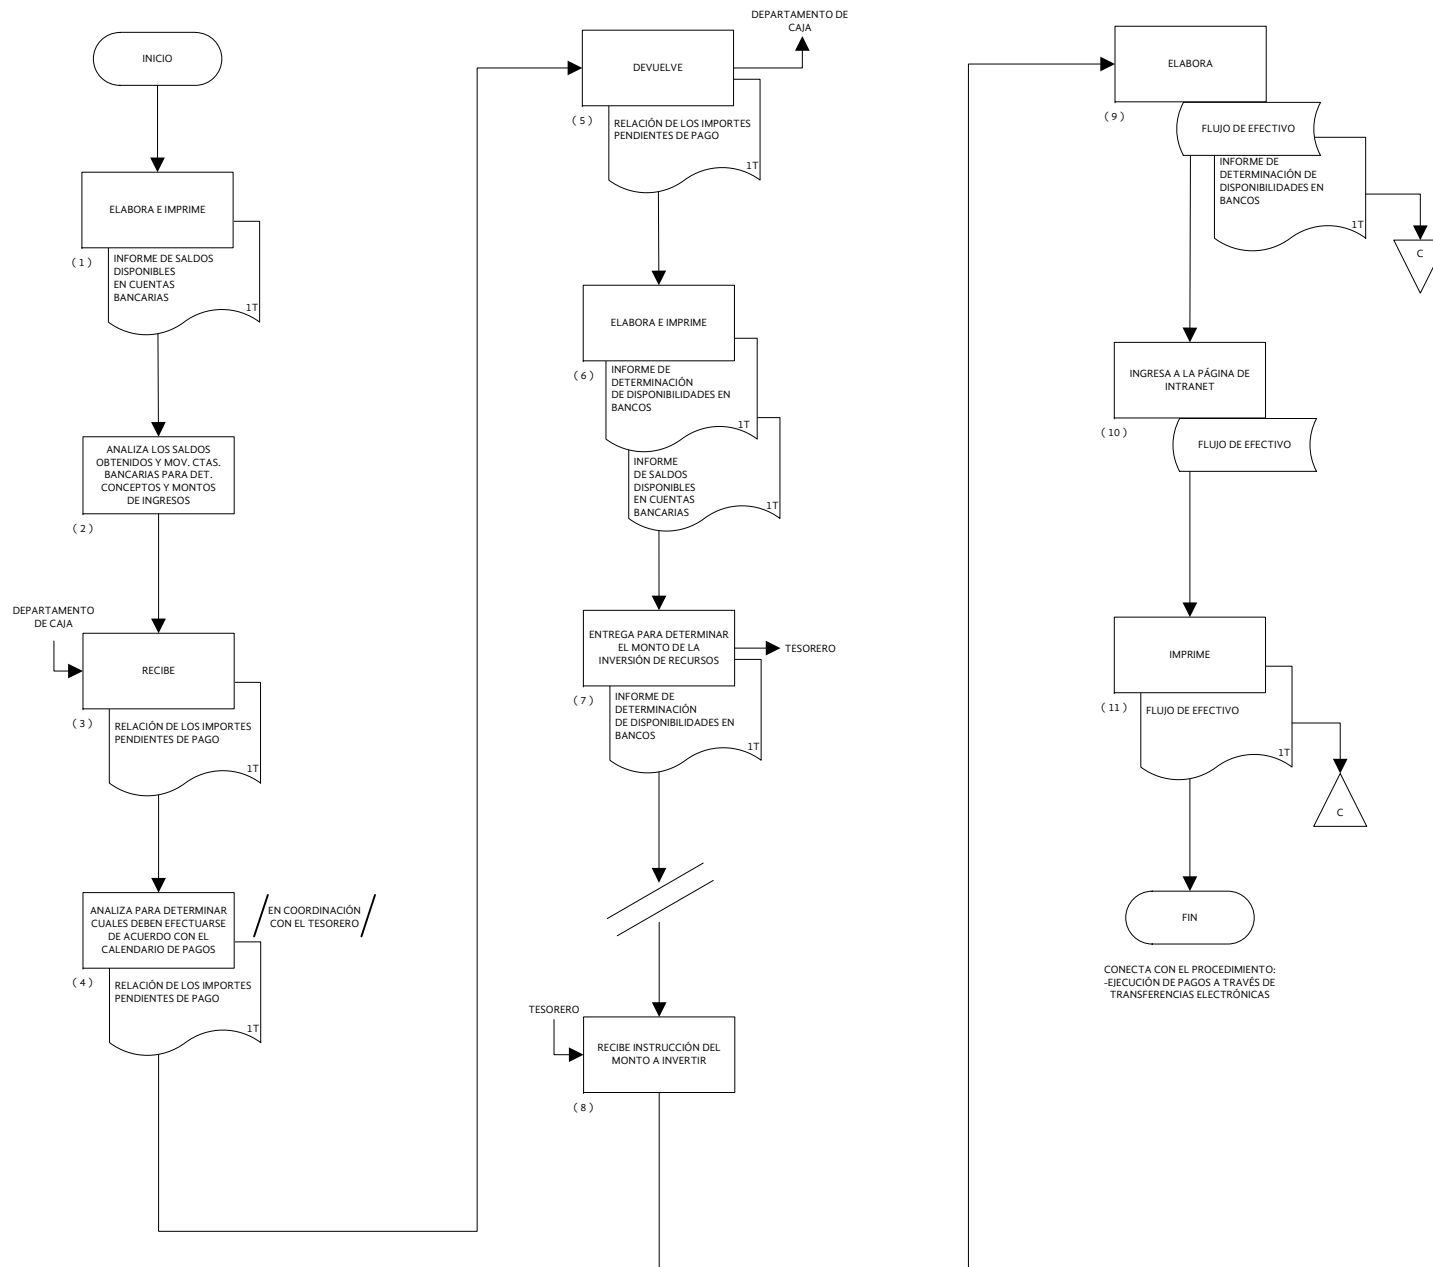 INICIO
ELABORA E IMPRIME
( 1 )
INFORME DE SALDOS
DISPONIBLES
EN CUENTAS
BANCARIAS
1T
ANALIZA LOS SALDOS
OBTENIDOS Y MOV. CTAS.
BANCARIAS PARA DET.
CONCEPTOS Y MONTOS
DE INGRESOS
( 2 )
DEPARTAMENTO
DE CAJA
RECIBE
( 3 )
RELACIÓN DE LOS IMPORTES
PENDIENTES DE PAGO
1T
ANALIZA PARA DETERMINAR
CUALES DEBEN EFECTUARSE
DE ACUERDO CON EL
CALENDARIO DE PAGOS
EN COORDINACIÓN
CON EL TESORERO
( 4 )
RELACIÓN DE LOS IMPORTES
PENDIENTES DE PAGO
1T
DEPARTAMENTO DE
CAJA
DEVUELVE
( 5 )
RELACIÓN DE LOS IMPORTES
PENDIENTES DE PAGO
1T
ELABORA E IMPRIME
( 6 )
INFORME DE
DETERMINACIÓN
DE DISPONIBILIDADES EN
BANCOS
1T
INFORME
DE SALDOS
DISPONIBLES
EN CUENTAS
BANCARIAS
1T
ENTREGA PARA DETERMINAR
EL MONTO DE LA
INVERSIÓN DE RECURSOS
TESORERO
( 7 )
INFORME DE
DETERMINACIÓN
DE DISPONIBILIDADES EN
BANCOS
1T
TESORERO
RECIBE INSTRUCCIÓN DEL
MONTO A INVERTIR
( 8 )
ELABORA
( 9 )
FLUJO DE EFECTIVO
INFORME DE
DETERMINACIÓN DE
DISPONIBILIDADES EN
BANCOS
1T
C
INGRESA A LA PÁGINA DE
INTRANET
( 10 )
FLUJO DE EFECTIVO
IMPRIME
( 11 )
FLUJO DE EFECTIVO
1T
C
FIN
CONECTA CON EL PROCEDIMIENTO:
-EJECUCIÓN DE PAGOS A TRAVÉS DE
TRANSFERENCIAS ELECTRÓNICAS